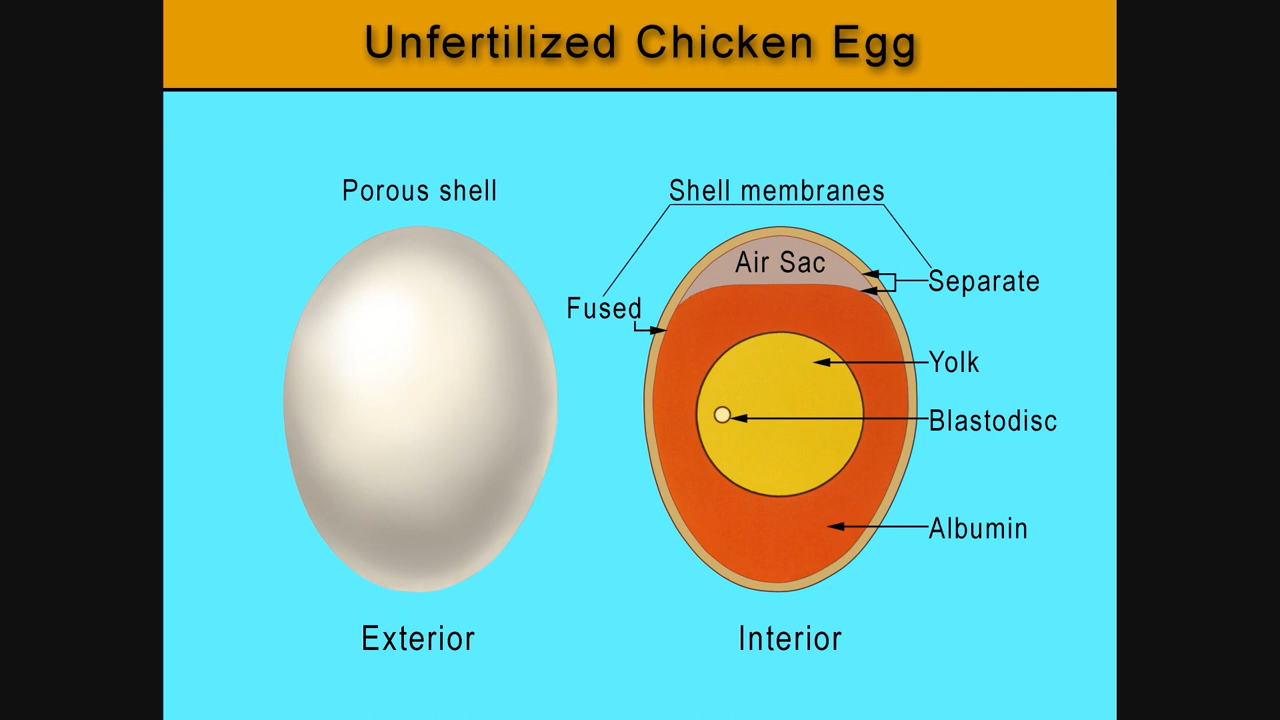 Unfertilized Chicken Egg
Porous shell
Shell membranes
Air Sac
Separate
Fused
Yolk
Blastodisc
Albumin
Exterior
Interior